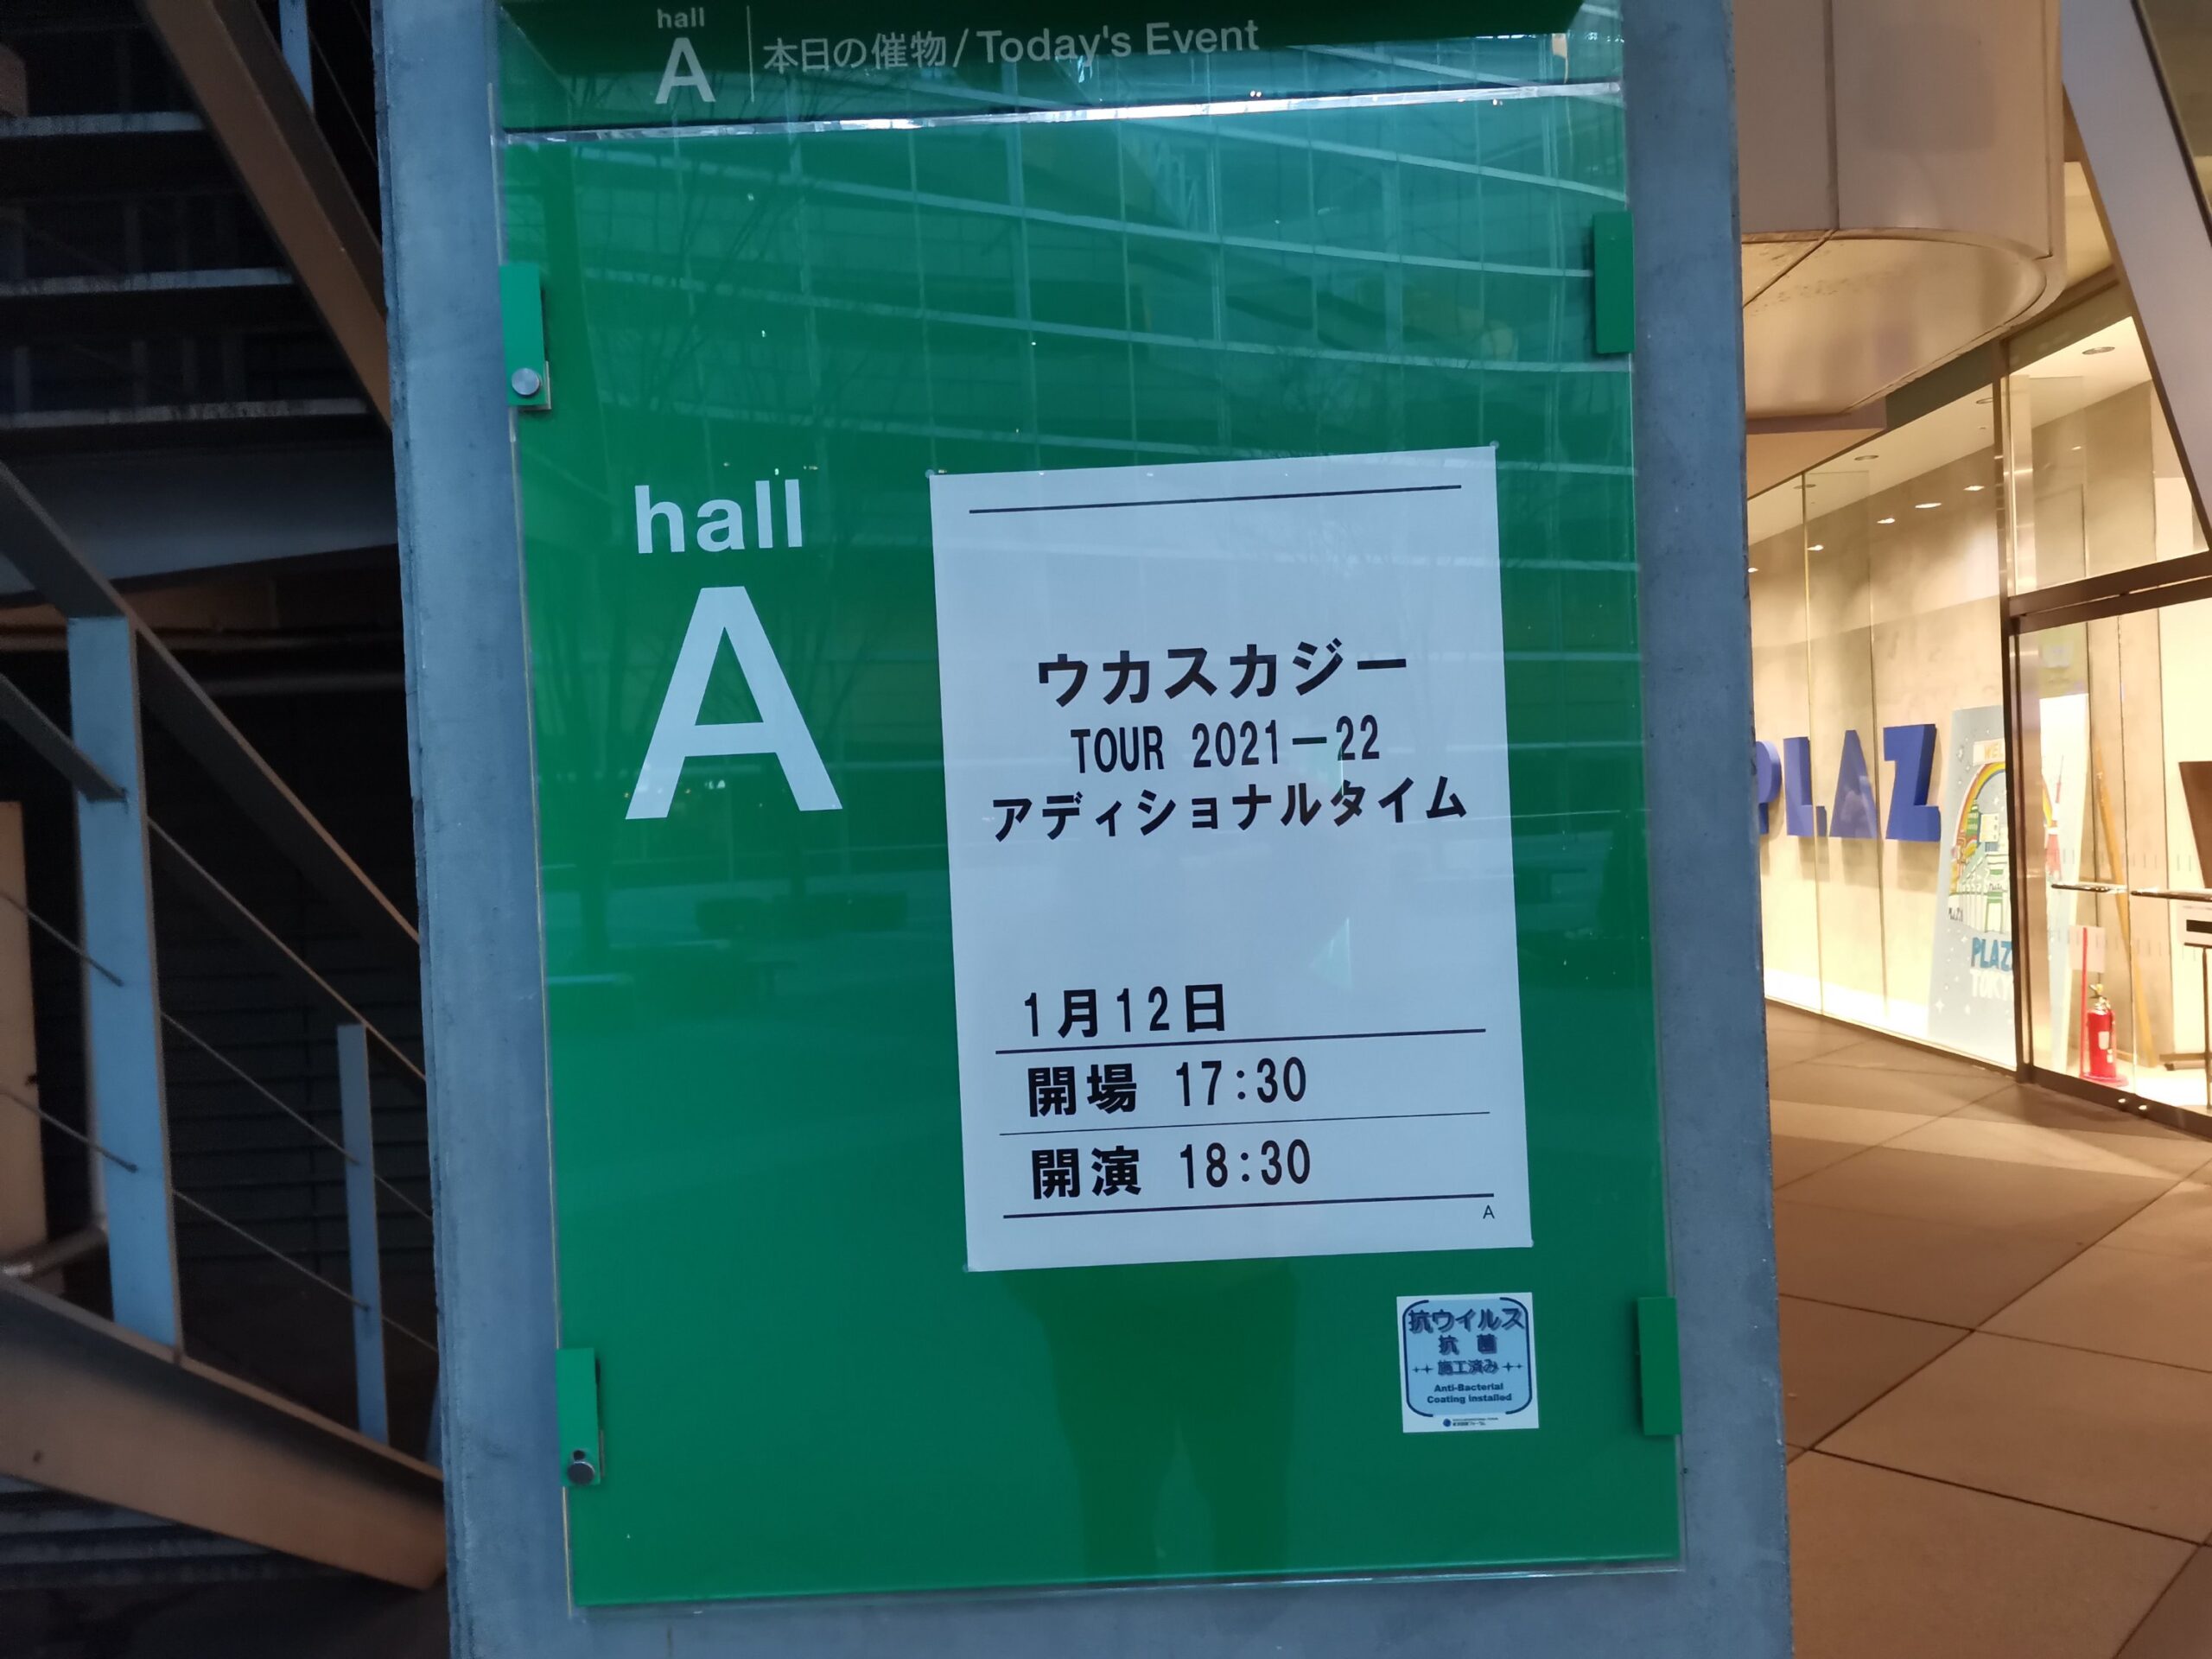 hall
A
本日の催物/Today's Event
hall
A
ウカスカジー
TOUR 2021－22
アディショナルタイム
1月12日
開場 17:30
開演 18:30
A
抗ウイルス
抗 菌
施工済み
Anti-Bacterial
Coating Installed
PLAZ
PLAZ